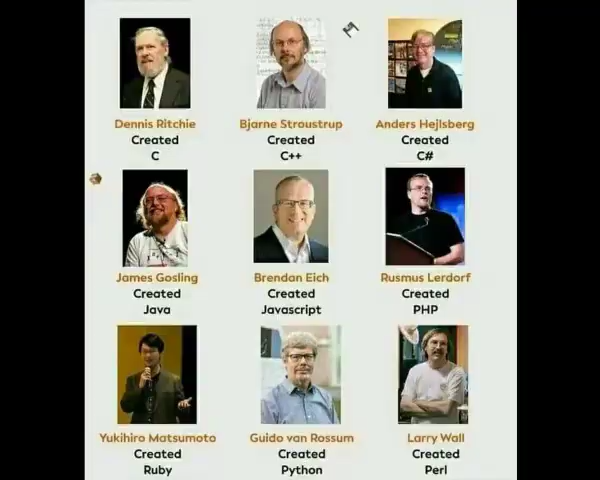 Dennis Ritchie
Created
C
Bjarne Stroustrup
Created
C++
Anders Hejlsberg
Created
C#
James Gosling
Created
Java
Brendan Eich
Created
Javascript
Rusmus Lerdorf
Created
PHP
Yukihiro Matsumoto
Created
Ruby
Guido van Rossum
Created
Python
Larry Wall
Created
Perl